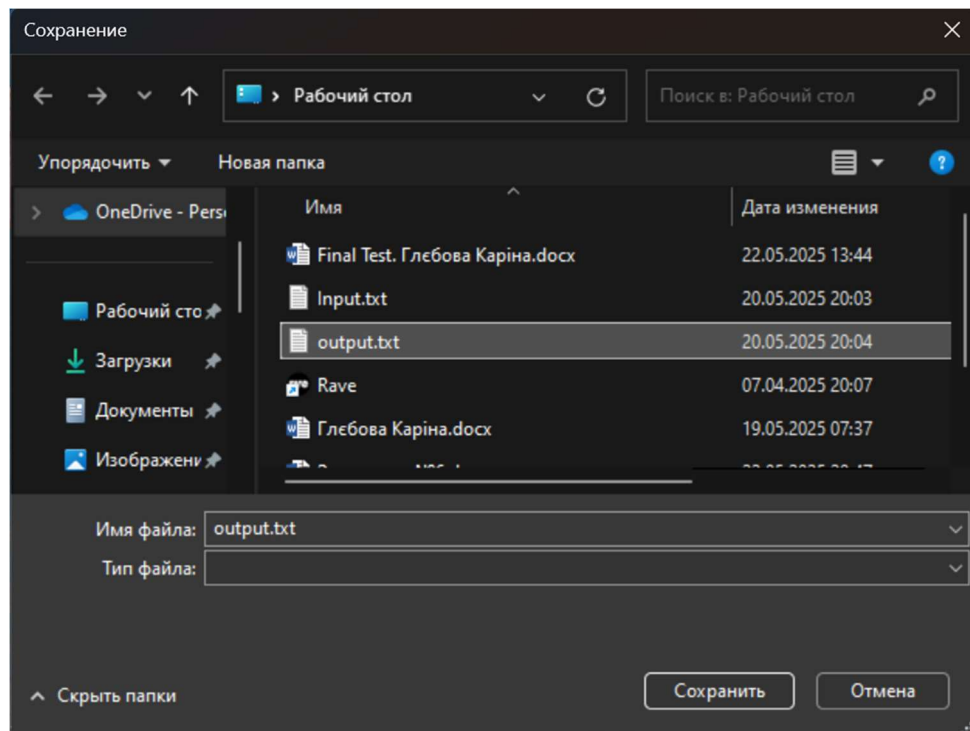 Сохранение
Рабочий стол
Поиск в: Рабочий стол
Упорядочить
Новая папка
Имя
Дата изменения
OneDrive - Perso
Final Test. Глєбова Каріна.docx 22.05.2025 13:44
Input.txt 20.05.2025 20:03
Рабочий сто
output.txt 20.05.2025 20:04
Загрузки
Rave 07.04.2025 20:07
Документы
Глєбова Каріна.docx 19.05.2025 07:37
Изображени
Имя файла: output.txt
Тип файла:
Скрыть папки
Сохранить
Отмена